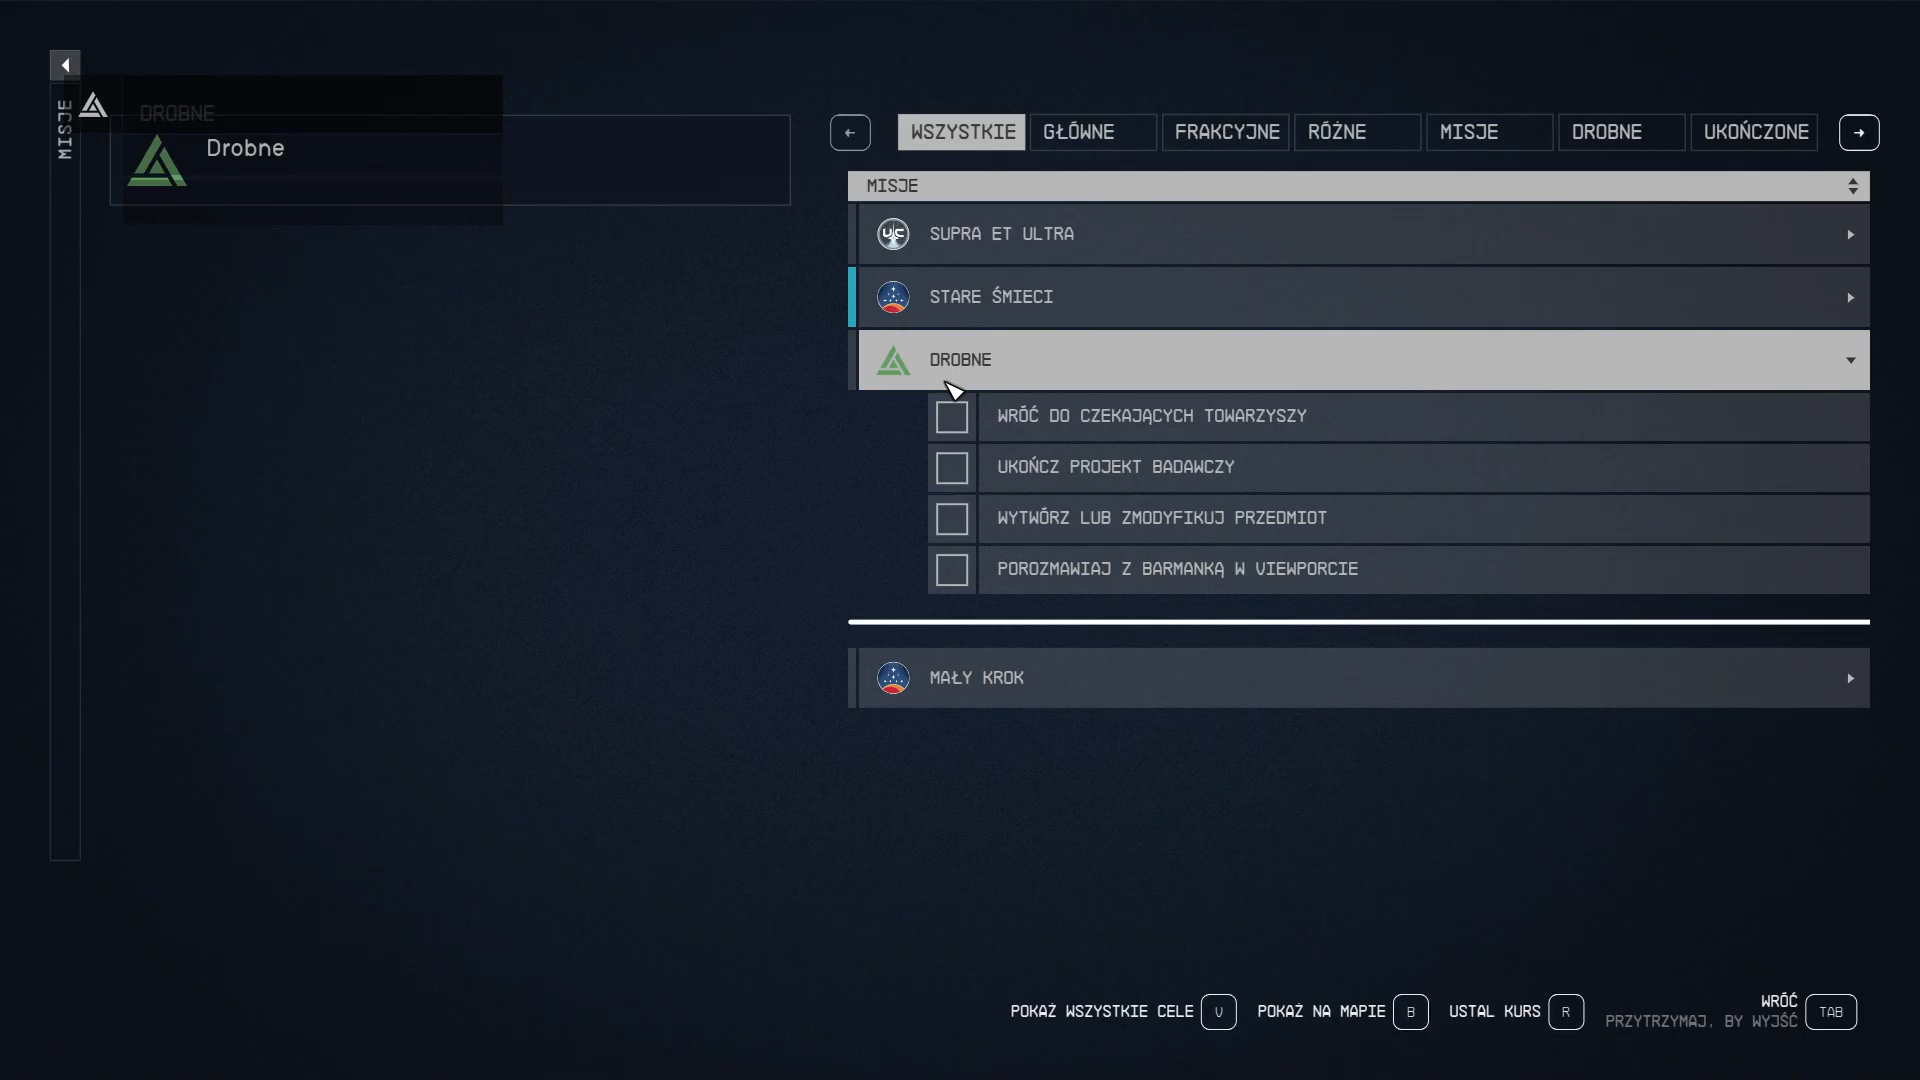 MISJE
DROBNE
Drobne
WSZYSTKIE
GŁÓWNE
FRAKCYJNE
RÓŻNE
MISJE
DROBNE
UKOŃCZONE
MISJE
UC
SUPRA ET ULTRA
STARE ŚMIECI
DROBNE
WRÓĆ DO CZEKAJĄCYCH TOWARZYSZY
UKOŃCZ PROJEKT BADAWCZY
WYTWÓRZ LUB ZMODYFIKUJ PRZEDMIOT
POROZMAWIAJ Z BARMANKĄ W VIEWPORCIE
MAŁY KROK
POKAŻ WSZYSTKIE CELE V
POKAŻ NA MAPIE B
USTAL KURS R
WRÓĆ
PRZYTRZYMAJ, BY WYJŚĆ
TAB